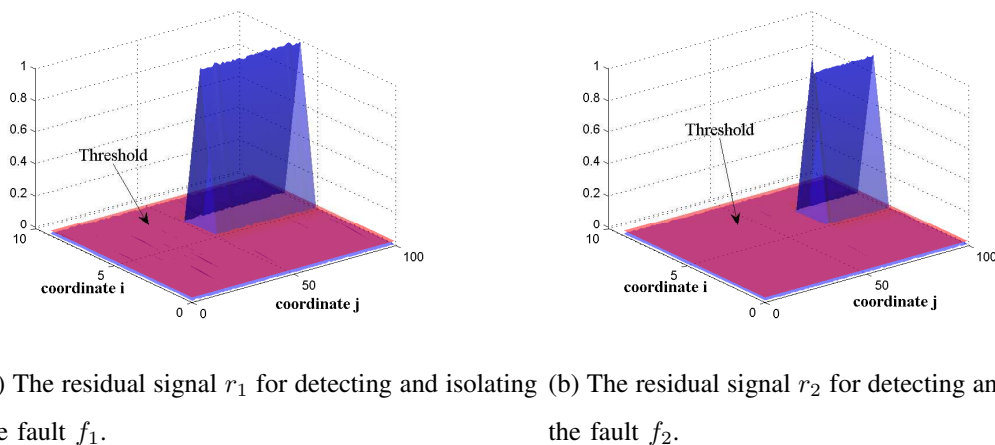 1
0.8
0.6
0.4
0.2
0
10
5
0
0
50
100
Threshold
coordinate i
coordinate j
1
0.8
0.6
0.4
0.2
0
10
5
0
0
50
100
Threshold
coordinate i
coordinate j
) The residual signal r₁ for detecting and isolating
e fault f₁.
(b) The residual signal r₂ for detecting an
the fault f₂.